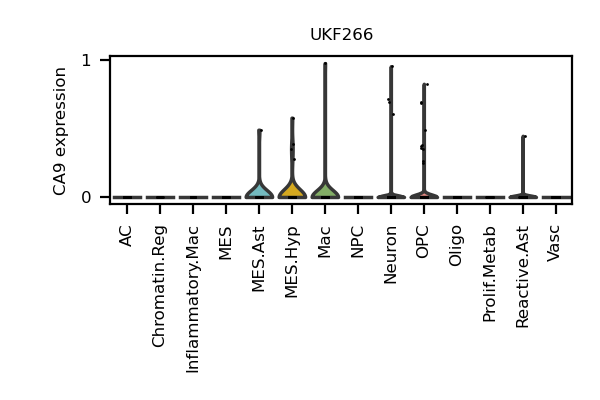 UKF266
CA9 expression
1
0
AC
Chromatin.Reg
Inflammatory.Mac
MES
MES.Ast
MES.Hyp
Mac
NPC
Neuron
OPC
Oligo
Prolif.Metab
Reactive.Ast
Vasc